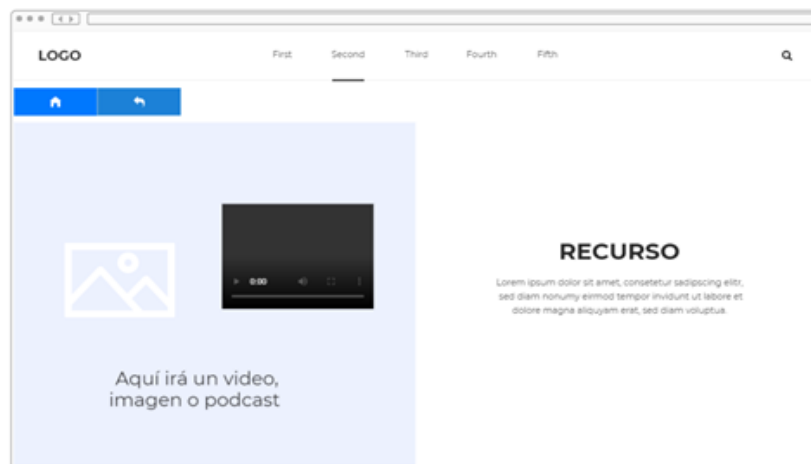 LOGO
First Second Third Fourth Fifth
0:00
Aquí irá un video,
imagen o podcast
RECURSO
Lorem ipsum dolor sit amet, consetetur sadipscing elitr,
sed diam nonumy eirmod tempor invidunt ut labore et
dolore magna aliquyam erat, sed diam voluptua.